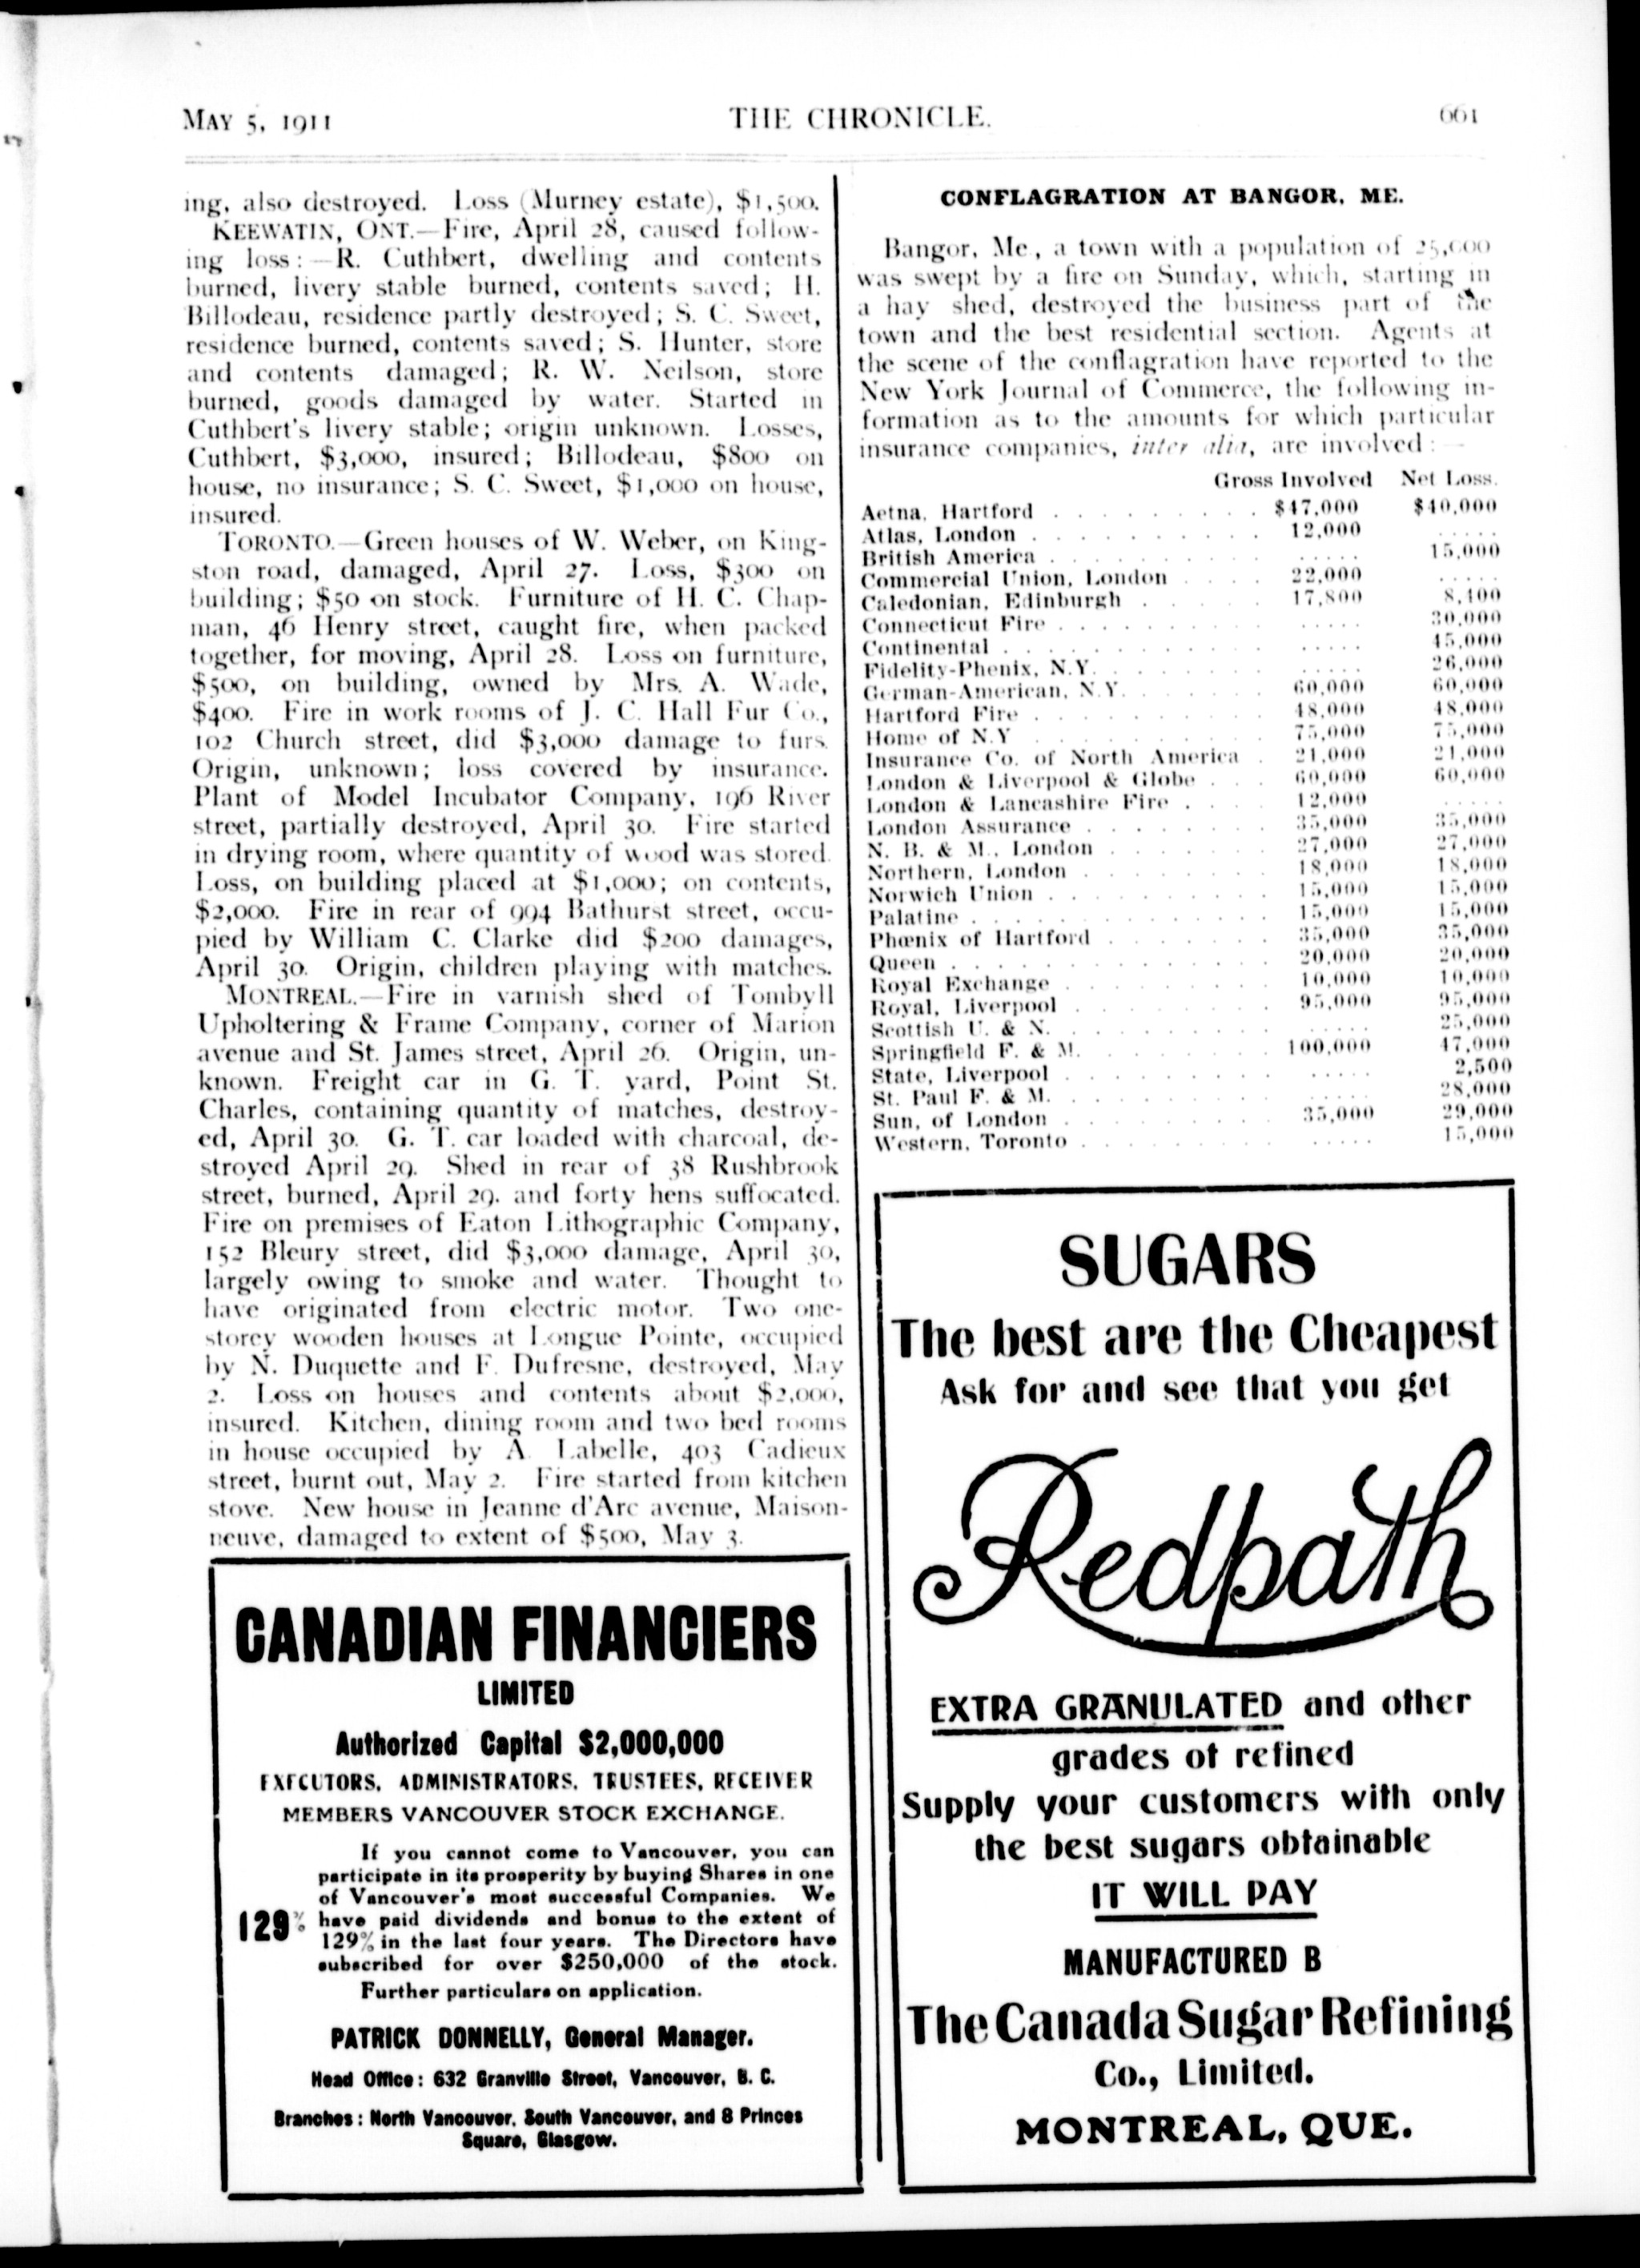 MAY 5, 1911
THE CHRONICLE.
661
ing, also destroyed. Loss (Murney estate), $1,500.
KEEWATIN, ONT.—Fire, April 28, caused follow-
ing loss:—R. Cuthbert, dwelling and contents
burned, livery stable burned, contents saved; H.
Billodeau, residence partly destroyed; S. C. Sweet,
residence burned, contents saved; S. Hunter, store
and contents damaged; R. W. Neilson, store
burned, goods damaged by water. Started in
Cuthbert's livery stable; origin unknown. Losses,
Cuthbert, $3,000, insured; Billodeau, $800 on
house, no insurance; S. C. Sweet, $1,000 on house,
insured.
TORONTO.—Green houses of W. Weber, on King-
ston road, damaged, April 27. Loss, $300 on
building; $50 on stock. Furniture of H. C. Chap-
man, 46 Henry street, caught fire, when packed
together, for moving, April 28. Loss on furniture,
$500, on building, owned by Mrs. A. Wade,
$400. Fire in work rooms of J. C. Hall Fur Co.,
102 Church street, did $3,000 damage to furs.
Origin, unknown; loss covered by insurance.
Plant of Model Incubator Company, 196 River
street, partially destroyed, April 30. Fire started
in drying room, where quantity of wood was stored.
Loss, on building placed at $1,000; on contents,
$2,000. Fire in rear of 994 Bathurst street, occu-
pied by William C. Clarke did $200 damages,
April 30. Origin, children playing with matches.
MONTREAL.—Fire in varnish shed of Tombyll
Upholtering & Frame Company, corner of Marion
avenue and St. James street, April 26. Origin, un-
known. Freight car in G. T. yard, Point St.
Charles, containing quantity of matches, destroy-
ed, April 30. G. T. car loaded with charcoal, de-
stroyed April 29. Shed in rear of 38 Rushbrook
street, burned, April 29. and forty hens suffocated.
Fire on premises of Eaton Lithographic Company,
152 Bleury street, did $3,000 damage, April 30,
largely owing to smoke and water. Thought to
have originated from electric motor. Two one-
storey wooden houses at Longue Pointe, occupied
by N. Duquette and F. Dufresne, destroyed, May
2. Loss on houses and contents about $2,000,
insured. Kitchen, dining room and two bed rooms
in house occupied by A. Labelle, 403 Cadieux
street, burnt out, May 2. Fire started from kitchen
stove. New house in Jeanne d'Arc avenue, Maison-
neuve, damaged to extent of $500, May 3.
CANADIAN FINANCIERS
LIMITED
Authorized Capital $2,000,000
EXECUTORS, ADMINISTRATORS, TRUSTEES, RECEIVER
MEMBERS VANCOUVER STOCK EXCHANGE.
If you cannot come to Vancouver, you can
participate in its prosperity by buying Shares in one
of Vancouver's most successful Companies. We
129% have paid dividends and bonus to the extent of
129% in the last four years. The Directors have
subscribed for over $250,000 of the stock.
Further particulars on application.
PATRICK DONNELLY, General Manager.
Head Office: 632 Granville Street, Vancouver, B. C.
Branches: North Vancouver, South Vancouver, and 8 Princes
Square, Glasgow.
CONFLAGRATION AT BANGOR, ME.
Bangor, Me., a town with a population of 25,000
was swept by a fire on Sunday, which, starting in
a hay shed, destroyed the business part of the
town and the best residential section. Agents at
the scene of the conflagration have reported to the
New York Journal of Commerce, the following in-
formation as to the amounts for which particular
insurance companies, inter alia, are involved:—
Gross Involved Net Loss.
Aetna, Hartford . . . . . . . . . $47,000 $40,000
Atlas, London . . . . . . . . . . 12,000 .....
British America . . . . . . . . . ..... 15,000
Commercial Union, London . . . . 22,000 .....
Caledonian, Edinburgh . . . . . . 17,800 8,400
Connecticut Fire . . . . . . . . . ..... 30,000
Continental . . . . . . . . . . . ..... 45,000
Fidelity-Phenix, N.Y. . . . . . . . ..... 26,000
German-American, N.Y. . . . . . . 60,000 60,000
Hartford Fire . . . . . . . . . . 48,000 48,000
Home of N.Y . . . . . . . . . . 75,000 75,000
Insurance Co. of North America . 21,000 21,000
London & Liverpool & Globe . . . 60,000 60,000
London & Lancashire Fire . . . . 12,000 .....
London Assurance . . . . . . . . 35,000 35,000
N. B. & M., London . . . . . . . 27,000 27,000
Northern, London . . . . . . . . 18,000 18,000
Norwich Union . . . . . . . . . . 15,000 15,000
Palatine . . . . . . . . . . . . . 15,000 15,000
Phœnix of Hartford . . . . . . . 35,000 35,000
Queen . . . . . . . . . . . . . . 20,000 20,000
Royal Exchange . . . . . . . . . 10,000 10,000
Royal, Liverpool . . . . . . . . . 95,000 95,000
Scottish U. & N. . . . . . . . . . ..... 25,000
Springfield F. & M. . . . . . . . . 100,000 47,000
State, Liverpool . . . . . . . . . ..... 2,500
St. Paul F. & M. . . . . . . . . . ..... 28,000
Sun, of London . . . . . . . . . 35,000 29,000
Western, Toronto . . . . . . . . . ..... 15,000
SUGARS
The best are the Cheapest
Ask for and see that you get
Redpath
EXTRA GRANULATED and other
grades of refined
Supply your customers with only
the best sugars obtainable
IT WILL PAY
MANUFACTURED B
The Canada Sugar Refining
Co., Limited.
MONTREAL, QUE.